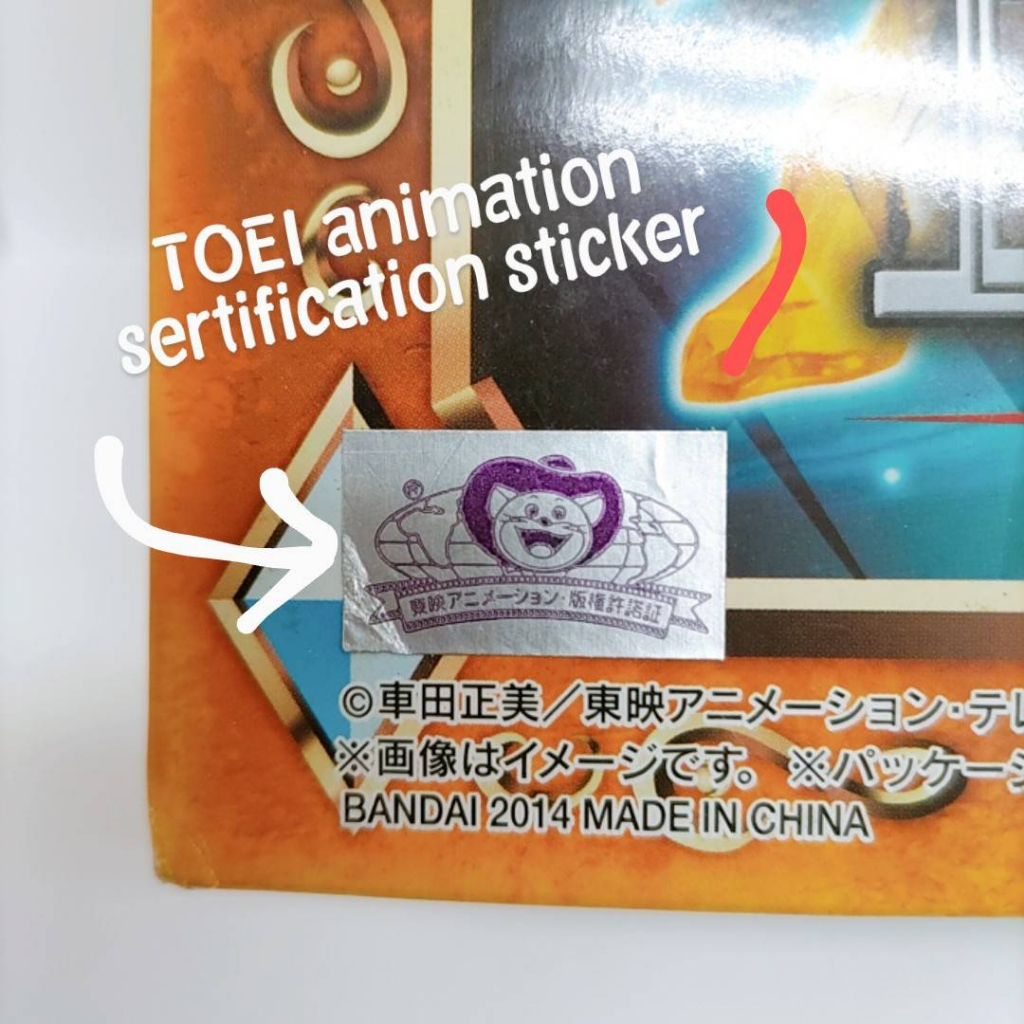 TOEI animation
sertification sticker
東映アニメーション・版権許諾証
©車田正美／東映アニメーション・テレ
※画像はイメージです。 ※パッケージ
BANDAI 2014 MADE IN CHINA